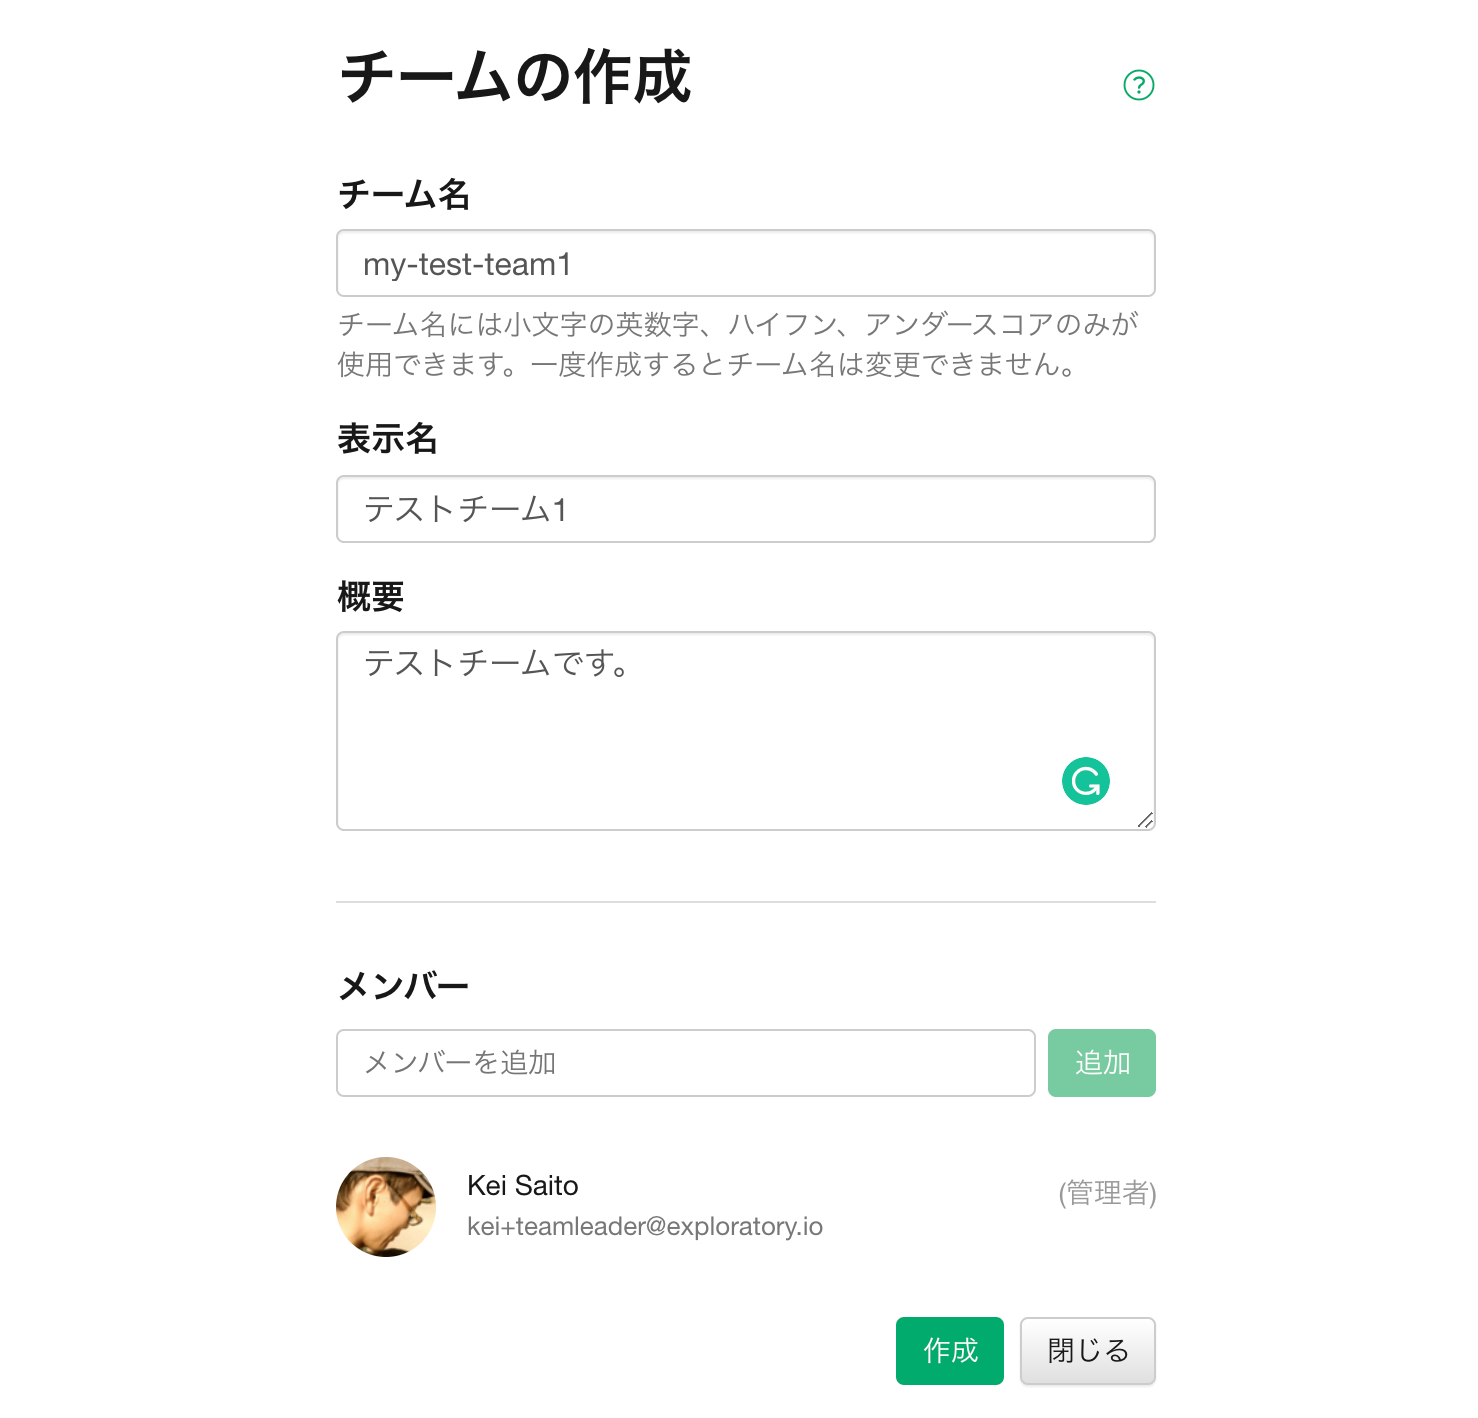 チームの作成
?
チーム名
my-test-team1
チーム名には小文字の英数字、ハイフン、アンダースコアのみが
使用できます。一度作成するとチーム名は変更できません。
表示名
テストチーム1
概要
テストチームです。
メンバー
メンバーを追加
追加
Kei Saito
(管理者)
kei+teamleader@exploratory.io
作成
閉じる